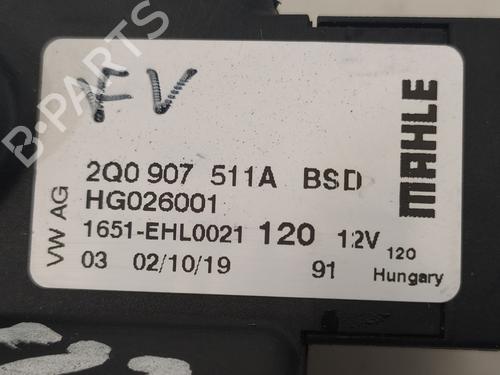 B-PARTS
FV
2Q0 907 511A BSD
HG026001
1651-EHL0021 120 12V 120
03 02/10/19 91 Hungary
VW AG
MAHLE